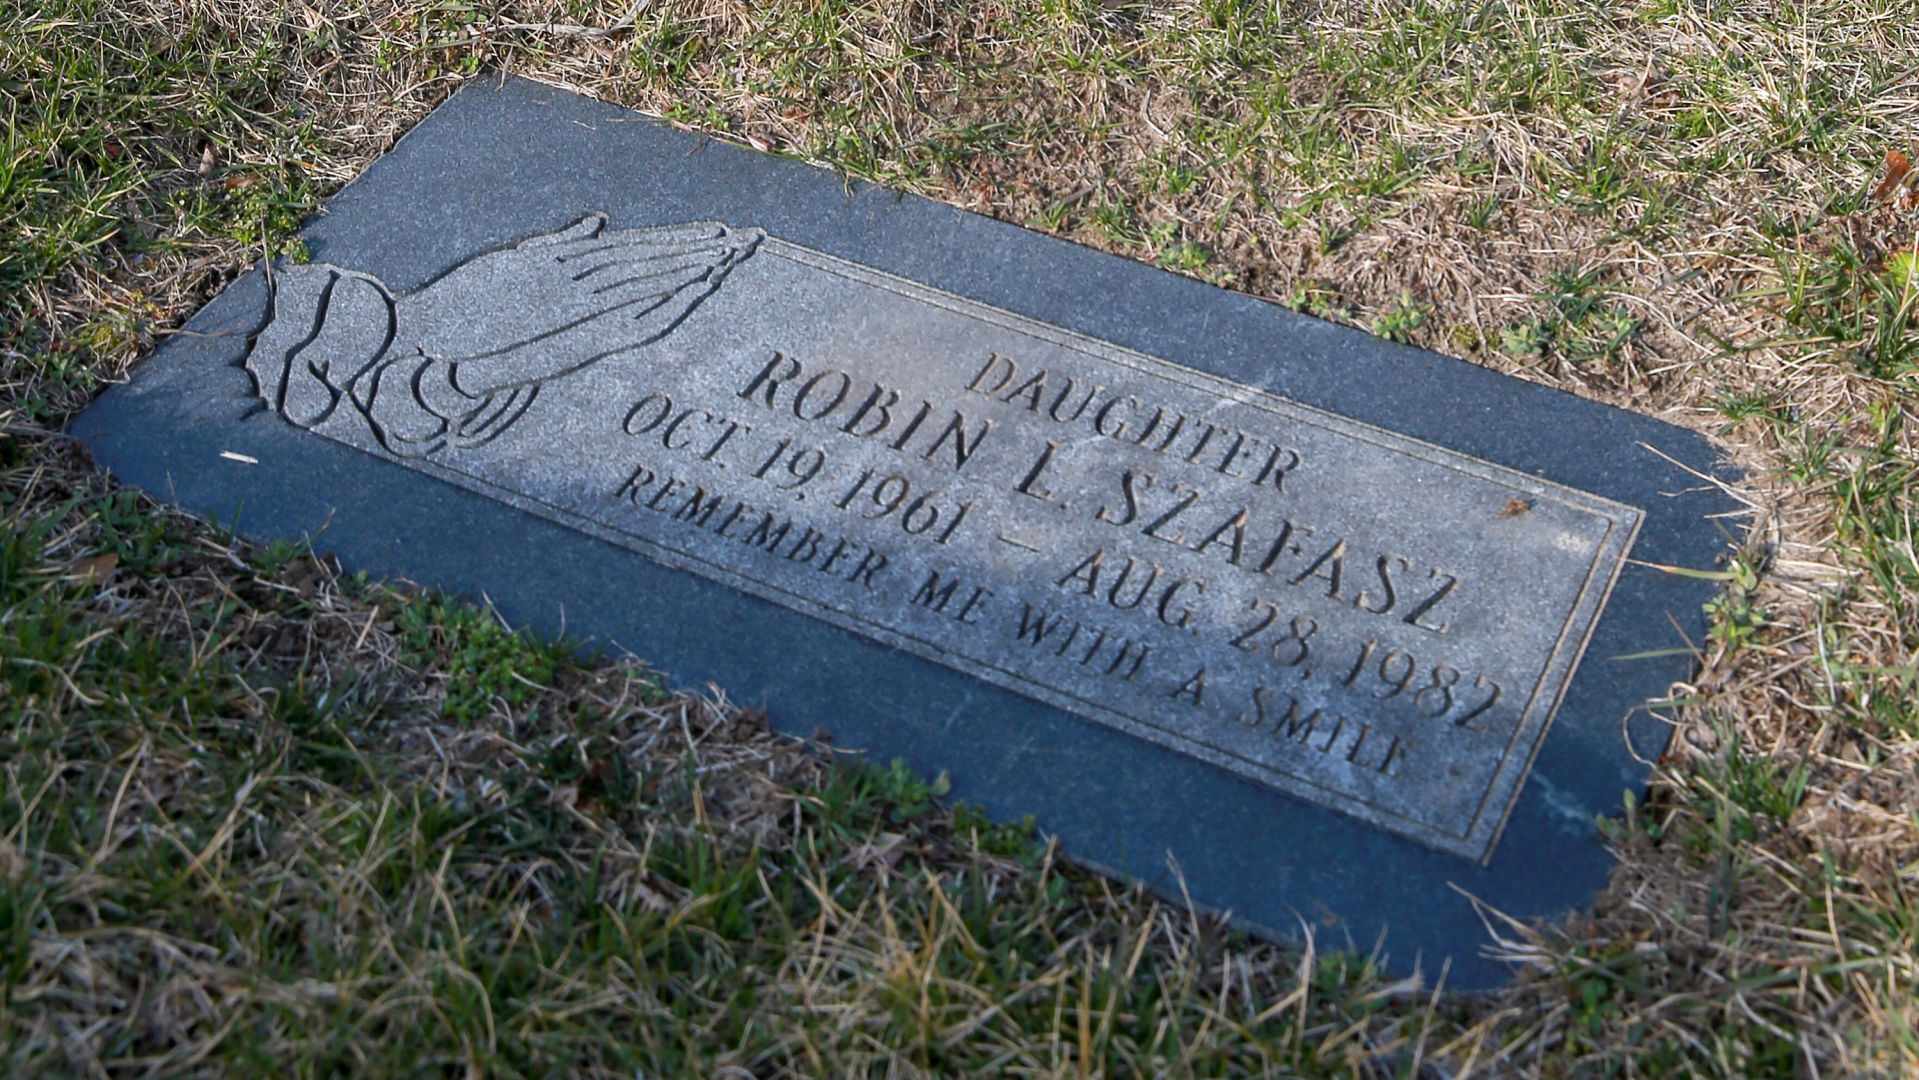 DAUGHTER
ROBIN L. SZAFASZ
OCT. 19, 1961 – AUG. 28, 1982
REMEMBER ME WITH A SMILE